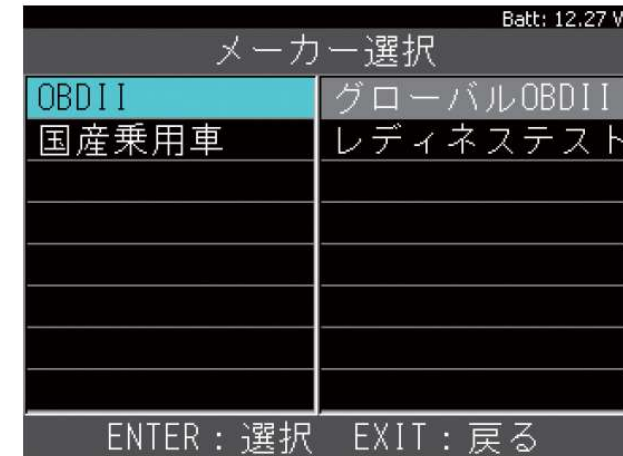 Batt: 12.27 V
メーカー選択
OBDII
グローバルOBDII
国産乗用車
レディネステスト
ENTER：選択　EXIT：戻る